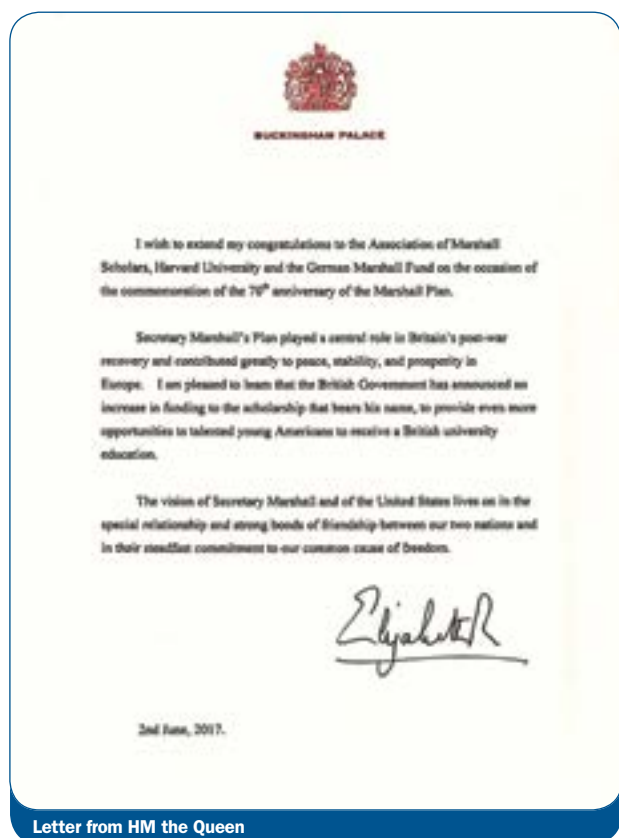 BUCKINGHAM PALACE
I wish to extend my congratulations to the Association of Marshall
Scholars, Harvard University and the German Marshall Fund on the occasion of
the commemoration of the 70th anniversary of the Marshall Plan.
Secretary Marshall's Plan played a central role in Britain's post-war
recovery and contributed greatly to peace, stability, and prosperity in
Europe. I am pleased to learn that the British Government has announced an
increase in funding to the scholarship that bears his name, to provide even more
opportunities to talented young Americans to receive a British university
education.
The vision of Secretary Marshall and of the United States lives on in the
special relationship and strong bonds of friendship between our two nations and
in their steadfast commitment to our common cause of freedom.
Elizabeth R
2nd June, 2017.
Letter from HM the Queen